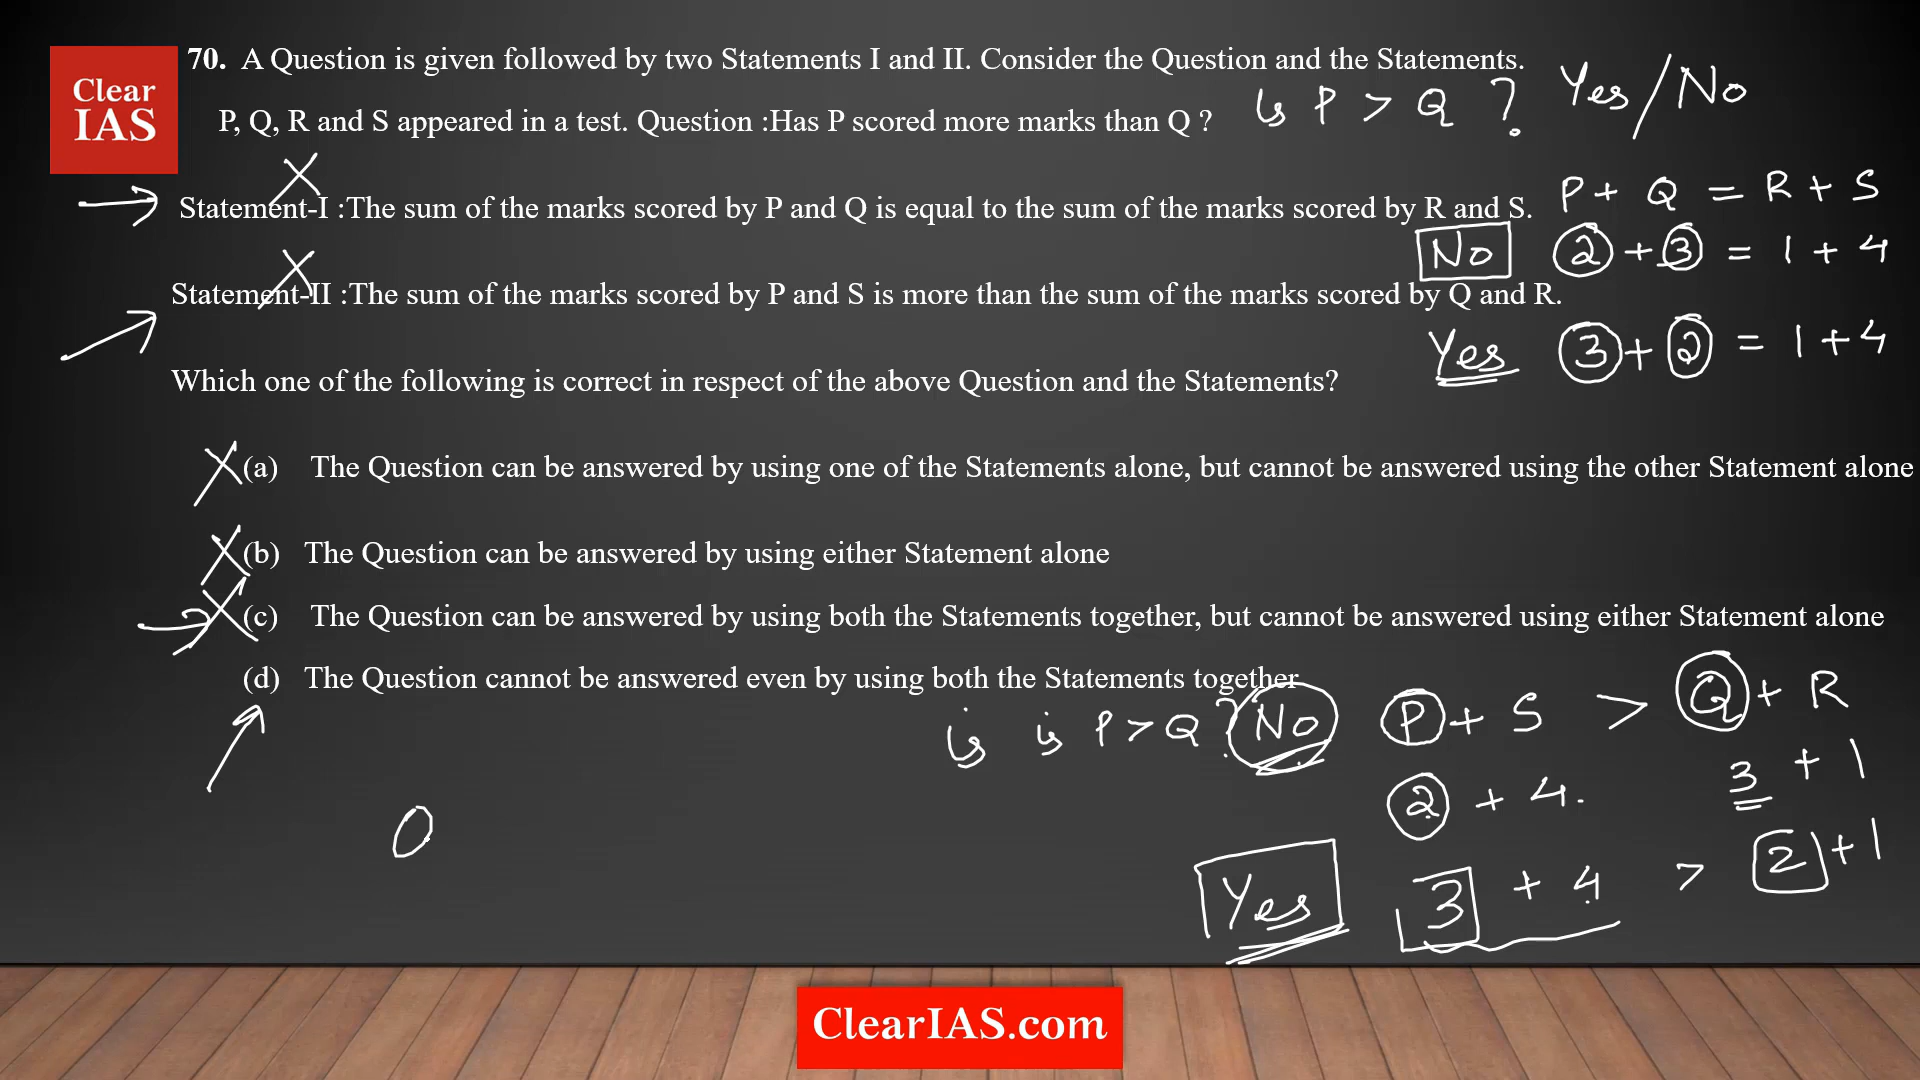 Clear
IAS
70. A Question is given followed by two Statements I and II. Consider the Question and the Statements.
Yes/No
P, Q, R and S appeared in a test. Question :Has P scored more marks than Q ?
is P > Q ?
Statement-I :The sum of the marks scored by P and Q is equal to the sum of the marks scored by R and S.
P + Q = R + S
No 2 + 3 = 1 + 4
Statement-II :The sum of the marks scored by P and S is more than the sum of the marks scored by Q and R.
Yes 3 + 2 = 1 + 4
Which one of the following is correct in respect of the above Question and the Statements?
(a) The Question can be answered by using one of the Statements alone, but cannot be answered using the other Statement alone
(b) The Question can be answered by using either Statement alone
(c) The Question can be answered by using both the Statements together, but cannot be answered using either Statement alone
(d) The Question cannot be answered even by using both the Statements together
is is P > Q ? No P + S > Q + R
2 + 4. 3 + 1
Yes 3 + 4 > 2 + 1
ClearIAS.com